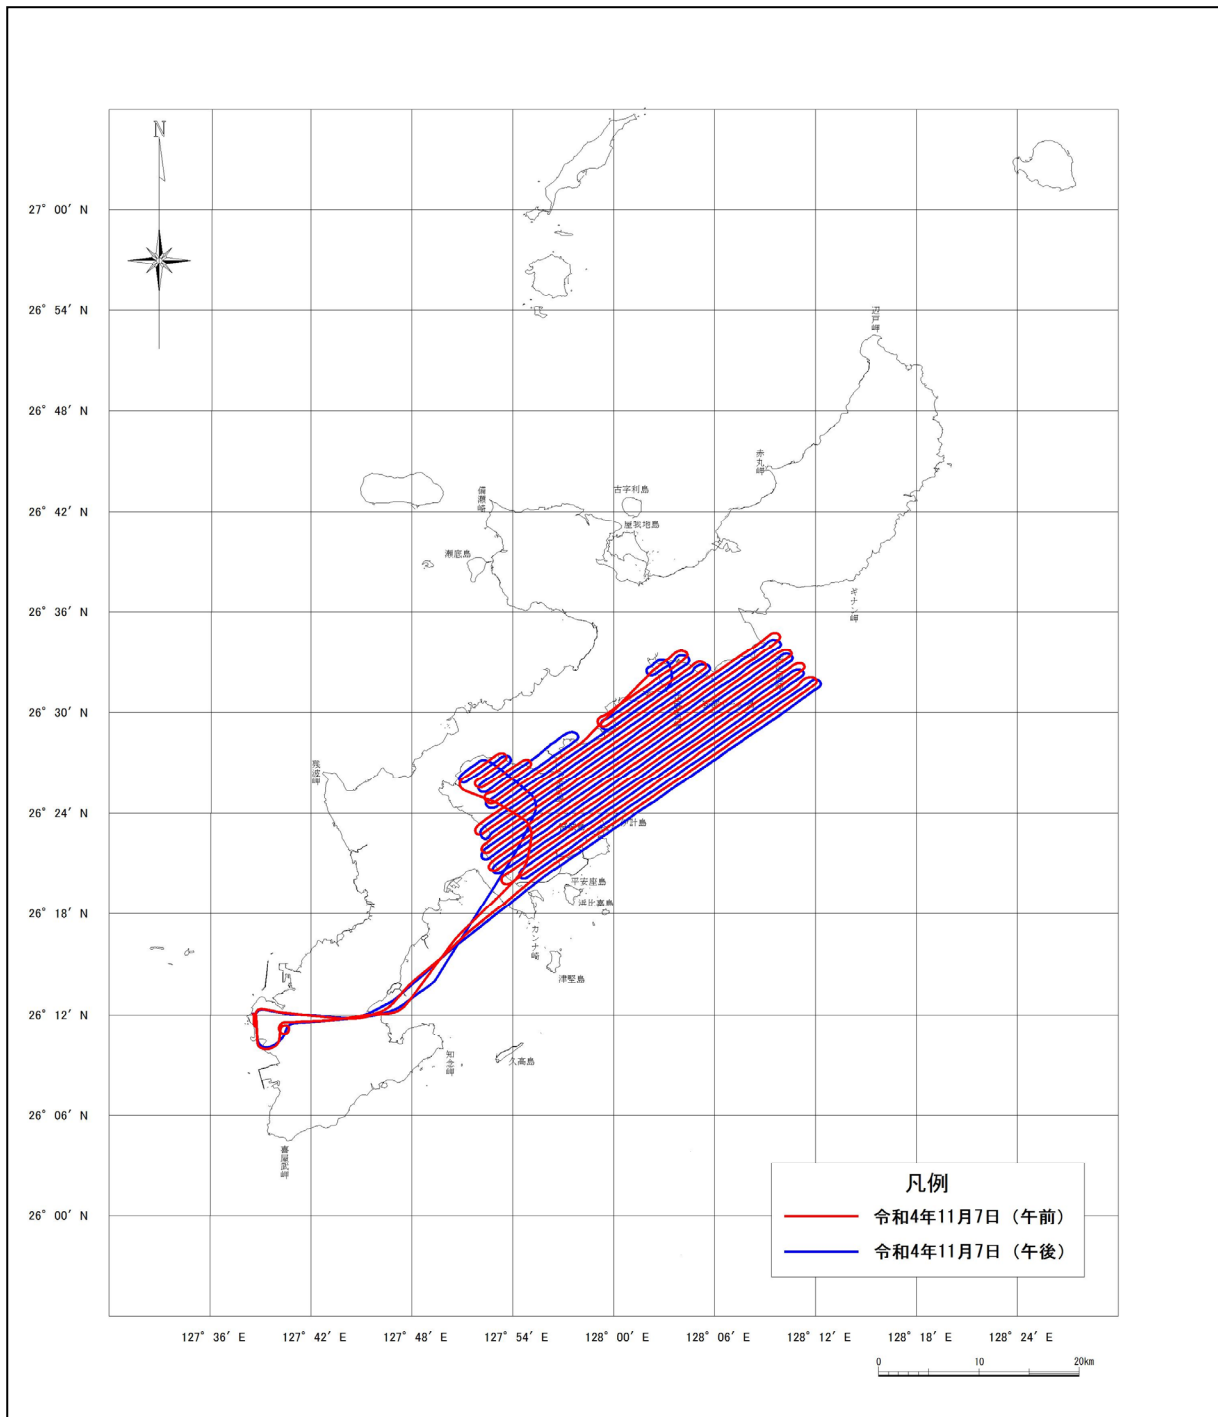 N
27° 00′ N
26° 54′ N
辺戸岬
26° 48′ N
赤丸岬
備瀬崎
古宇利島
26° 42′ N
屋我地島
瀬底島
26° 36′ N
ギナン岬
26° 30′ N
残波岬
26° 24′ N
計島
平安座島
浜比嘉島
26° 18′ N
カンナ崎
津堅島
26° 12′ N
知念岬
久高島
26° 06′ N
喜屋武岬
凡例
26° 00′ N
令和4年11月7日（午前）
令和4年11月7日（午後）
127° 36′ E
127° 42′ E
127° 48′ E
127° 54′ E
128° 00′ E
128° 06′ E
128° 12′ E
128° 18′ E
128° 24′ E
0
10
20km